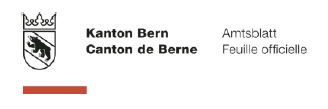 Kanton Bern
Canton de Berne
Amtsblatt
Feuille officielle